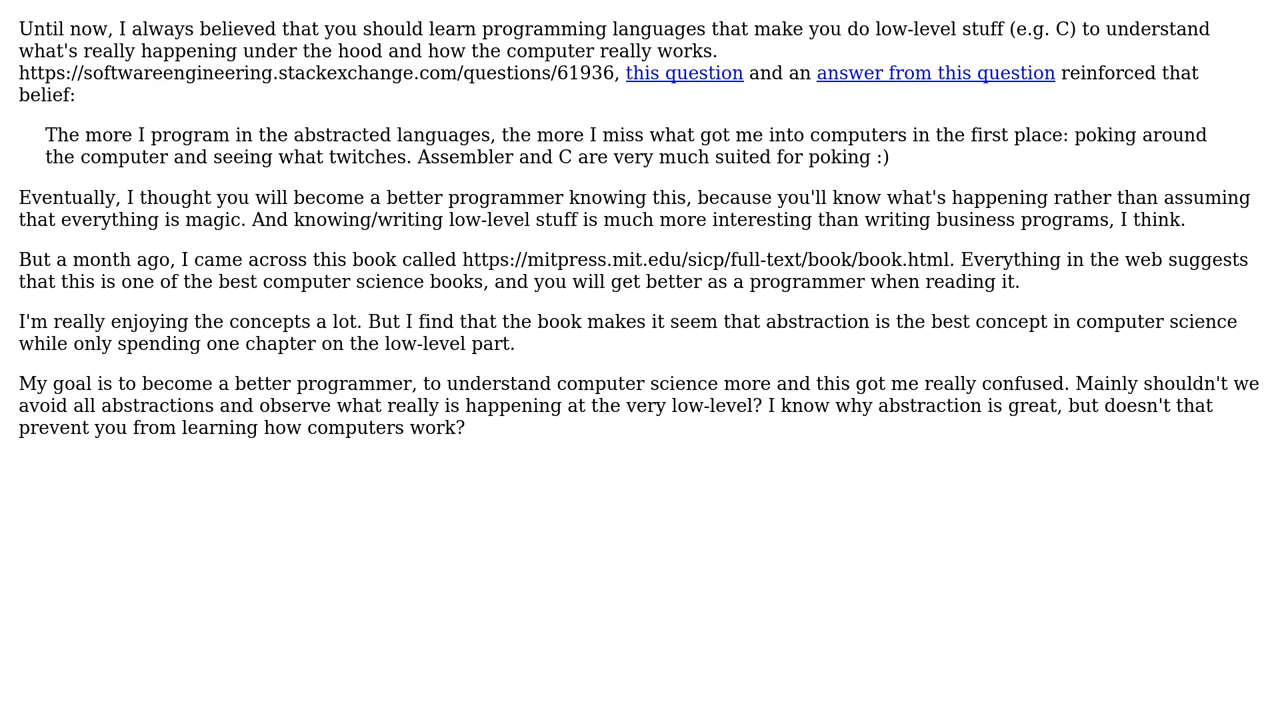 Until now, I always believed that you should learn programming languages that make you do low-level stuff (e.g. C) to understand
what's really happening under the hood and how the computer really works.
https://softwareengineering.stackexchange.com/questions/61936, this question and an answer from this question reinforced that
belief:
The more I program in the abstracted languages, the more I miss what got me into computers in the first place: poking around
the computer and seeing what twitches. Assembler and C are very much suited for poking :)
Eventually, I thought you will become a better programmer knowing this, because you'll know what's happening rather than assuming
that everything is magic. And knowing/writing low-level stuff is much more interesting than writing business programs, I think.
But a month ago, I came across this book called https://mitpress.mit.edu/sicp/full-text/book/book.html. Everything in the web suggests
that this is one of the best computer science books, and you will get better as a programmer when reading it.
I'm really enjoying the concepts a lot. But I find that the book makes it seem that abstraction is the best concept in computer science
while only spending one chapter on the low-level part.
My goal is to become a better programmer, to understand computer science more and this got me really confused. Mainly shouldn't we
avoid all abstractions and observe what really is happening at the very low-level? I know why abstraction is great, but doesn't that
prevent you from learning how computers work?